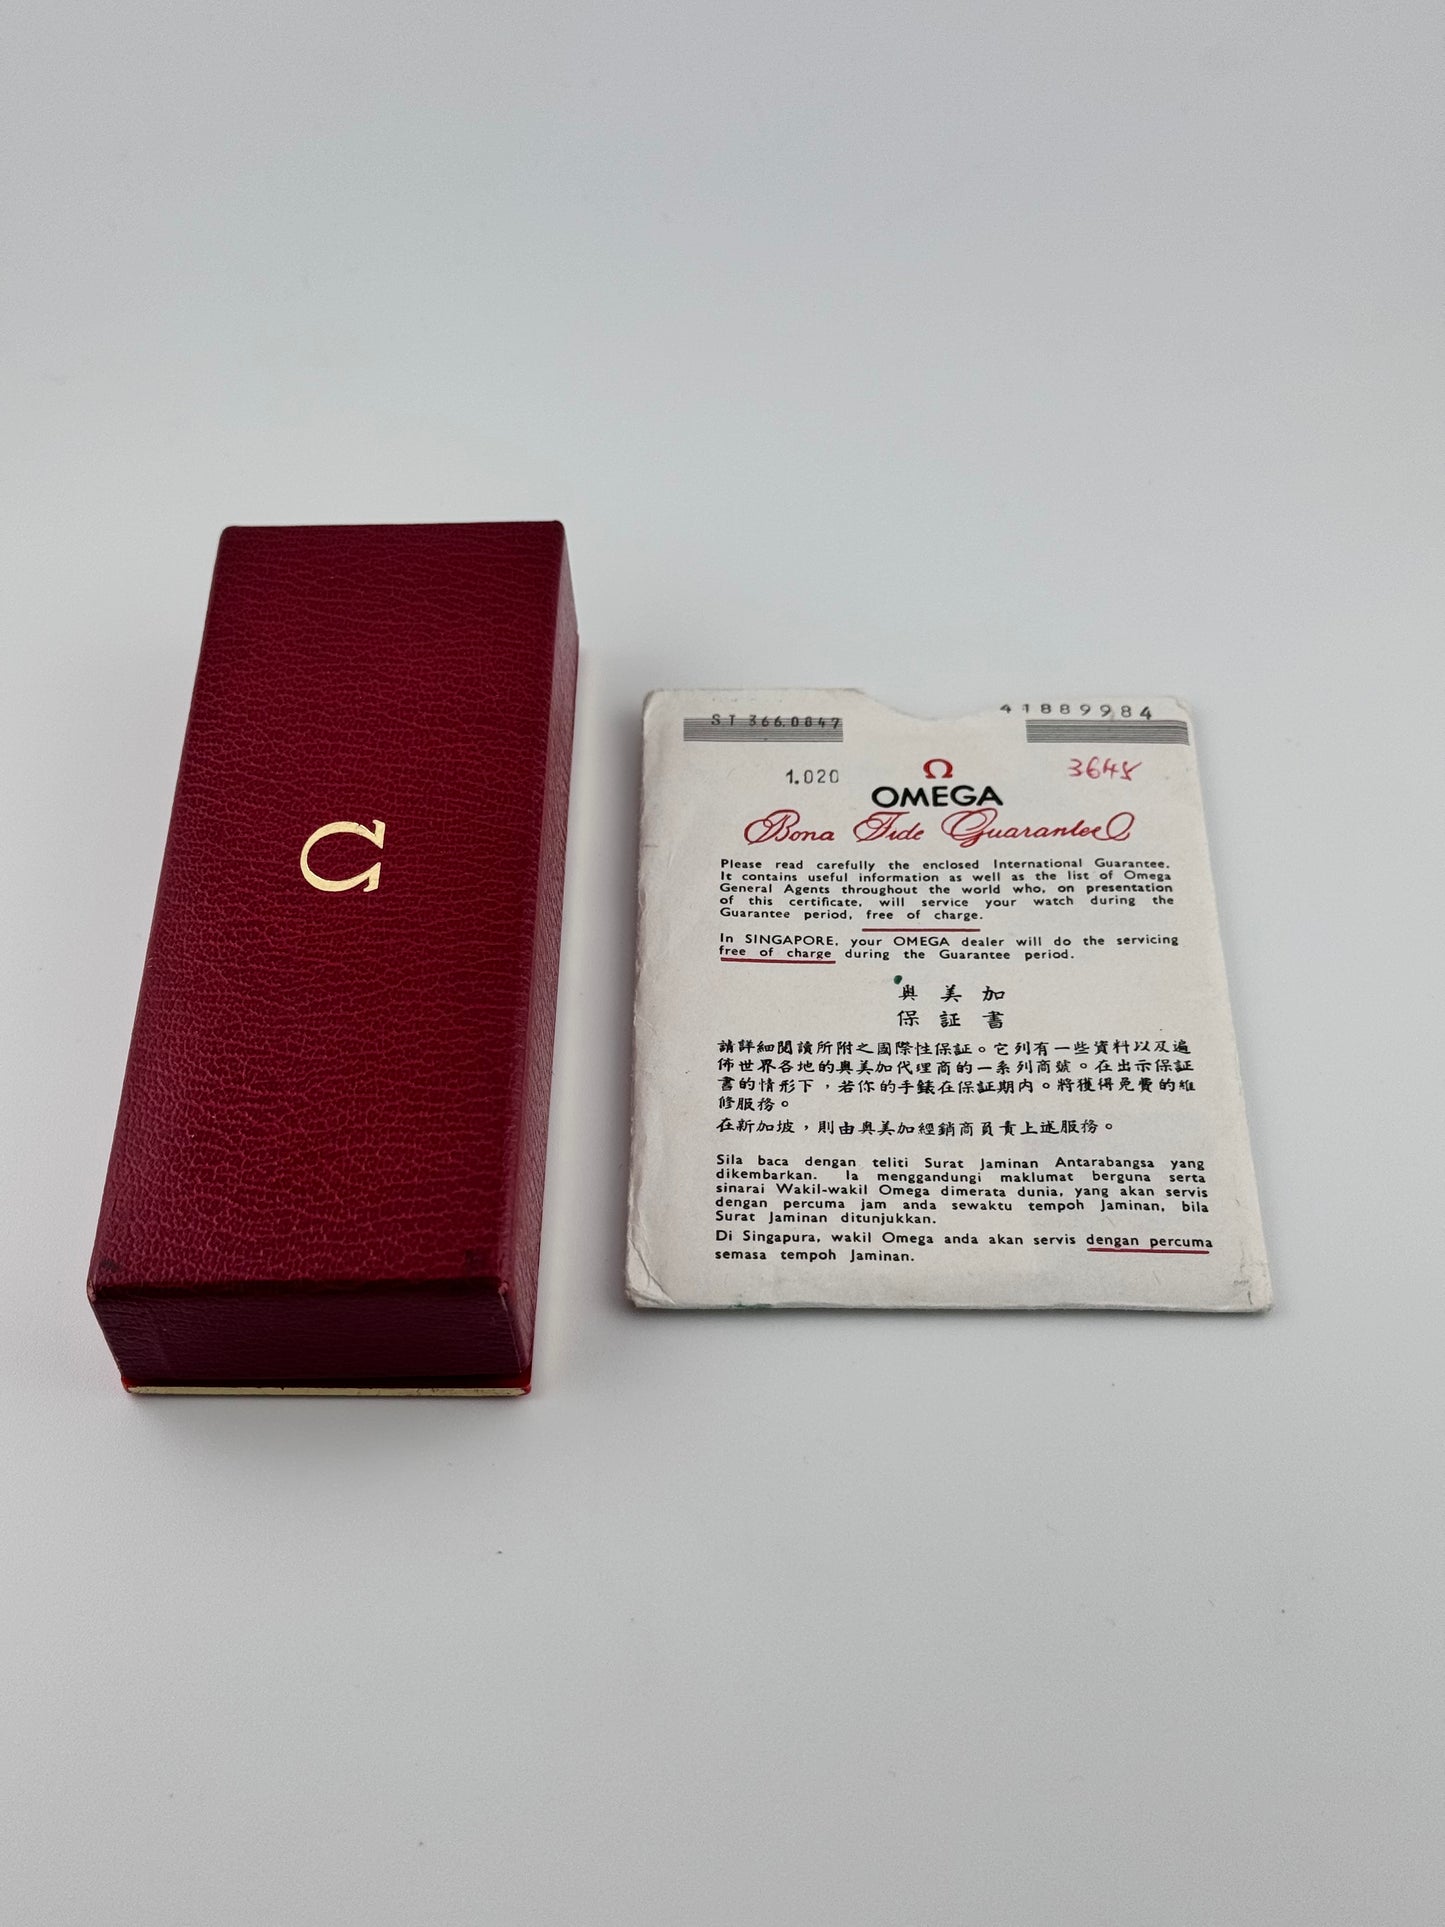 Ω
ST 366.0847
41889984
1.020
Ω
3648
OMEGA
Bona Fide Guarantee
Please read carefully the enclosed International Guarantee.
It contains useful information as well as the list of Omega
General Agents throughout the world who, on presentation
of this certificate, will service your watch during the
Guarantee period, free of charge.
In SINGAPORE, your OMEGA dealer will do the servicing
free of charge during the Guarantee period.
奥美加
保証書
請詳細閱讀所附之國際性保証。它列有一些資料以及遍
佈世界各地的奥美加代理商的一系列商號。在出示保証
書的情形下，若你的手錶在保証期内。將獲得免費的維
修服務。
在新加坡，則由奥美加經銷商負責上述服務。
Sila baca dengan teliti Surat Jaminan Antarabangsa yang
dikembarkan. Ia menggandungi maklumat berguna serta
sinarai Wakil-wakil Omega dimerata dunia, yang akan servis
dengan percuma jam anda sewaktu tempoh Jaminan, bila
Surat Jaminan ditunjukkan.
Di Singapura, wakil Omega anda akan servis dengan percuma
semasa tempoh Jaminan.